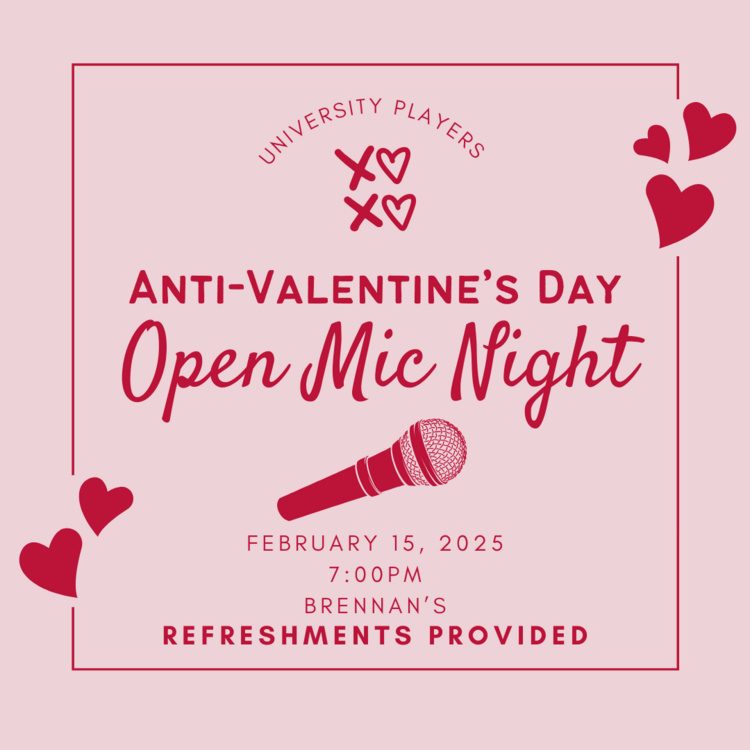 UNIVERSITY PLAYERS
XO
XO
ANTI-VALENTINE'S DAY
Open Mic Night
FEBRUARY 15, 2025
7:00PM
BRENNAN'S
REFRESHMENTS PROVIDED